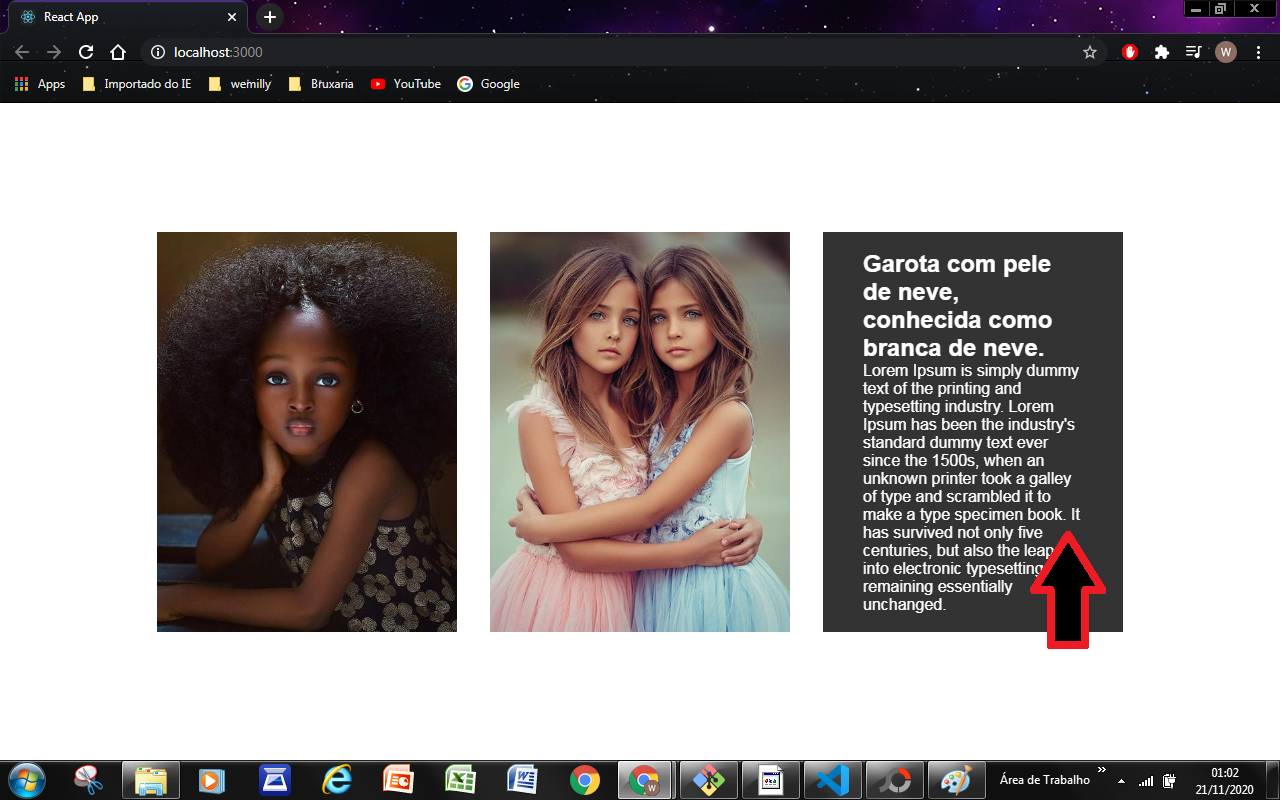 React App
localhost:3000
W
Apps
Importado do IE
wemilly
Bruxaria
YouTube
Google
Garota com pele
de neve,
conhecida como
branca de neve.
Lorem Ipsum is simply dummy
text of the printing and
typesetting industry. Lorem
Ipsum has been the industry's
standard dummy text ever
since the 1500s, when an
unknown printer took a galley
of type and scrambled it to
make a type specimen book. It
has survived not only five
centuries, but also the leap
into electronic typesetting
remaining essentially
unchanged.
Área de Trabalho
01:02
21/11/2020